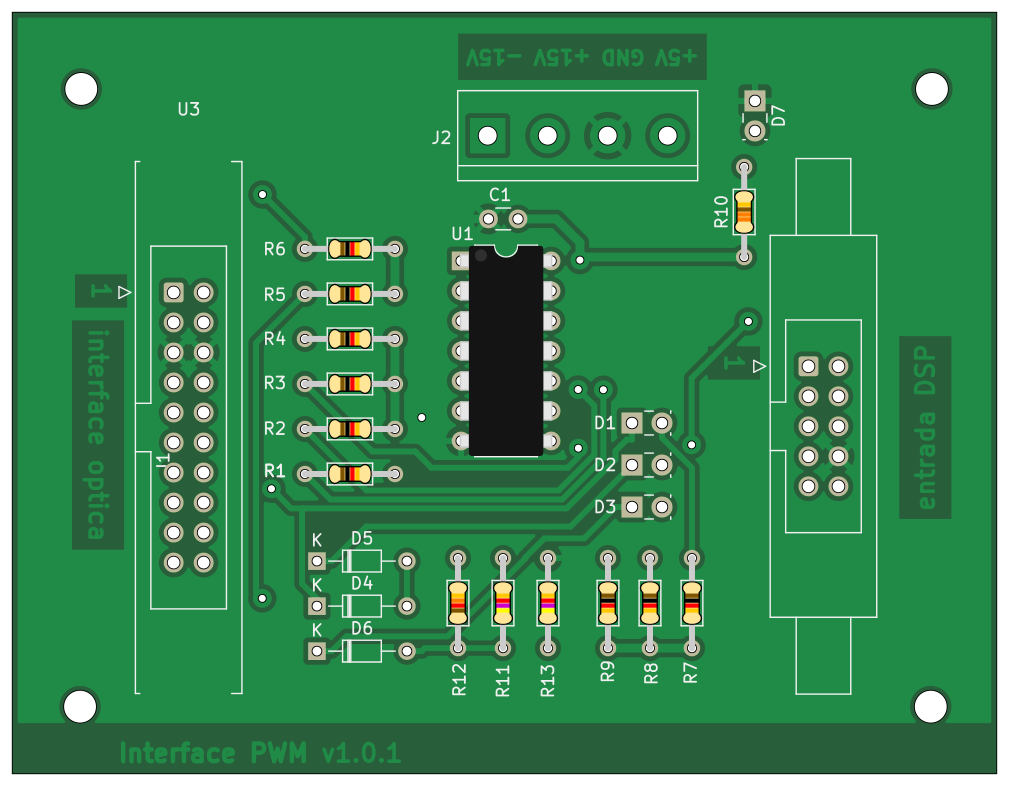 +5V GND +15V -15V
U3
D7
J2
C1
R10
U1
R6
R5
1
R4
1
interface optica
R3
entrada DSP
D1
R2
J1
D2
R1
D3
K
D5
K
D4
K
D6
R12
R11
R13
R9
R8
R7
Interface PWM v1.0.1